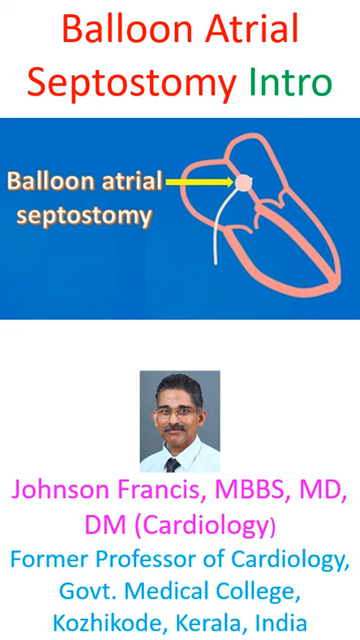 Balloon Atrial
Septostomy Intro
Balloon atrial
septostomy
Johnson Francis, MBBS, MD,
DM (Cardiology)
Former Professor of Cardiology,
Govt. Medical College,
Kozhikode, Kerala, India